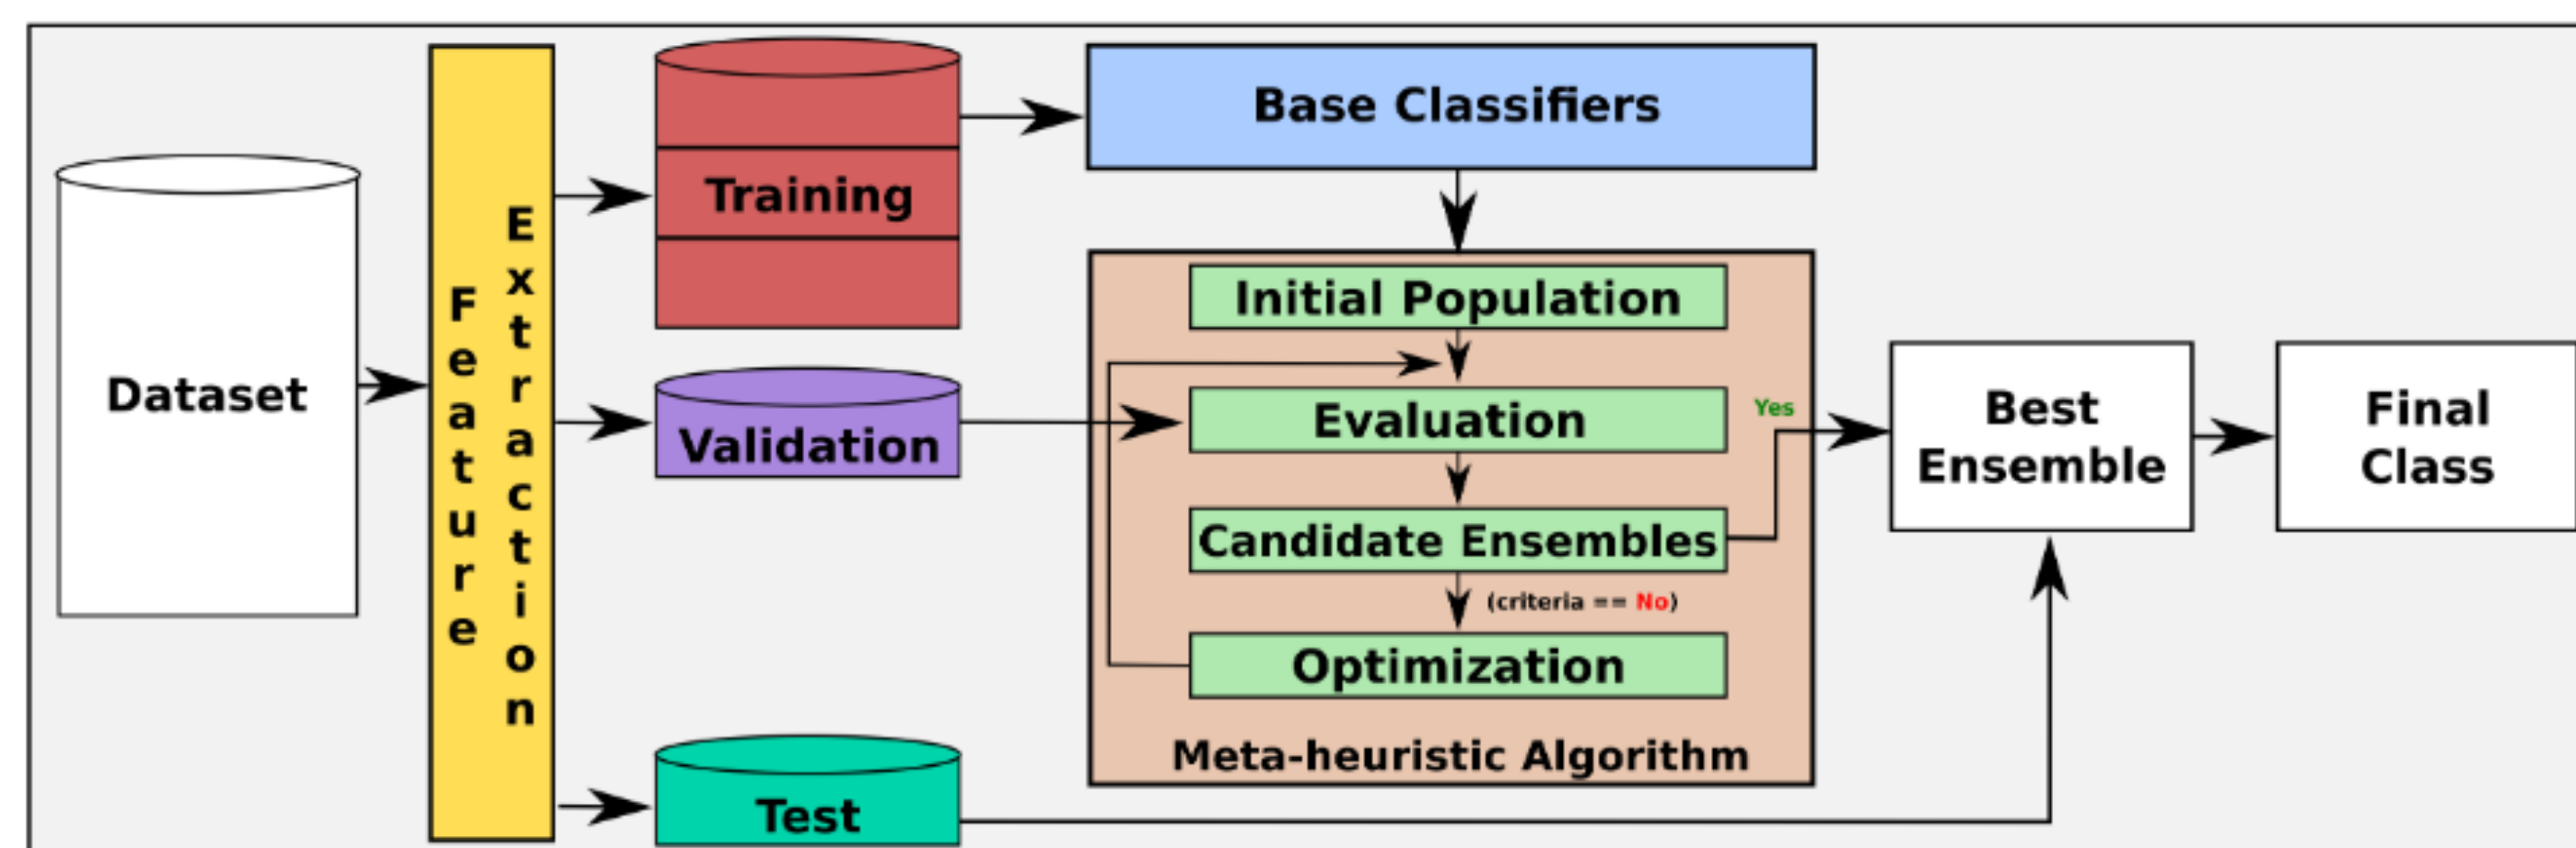 Dataset
Feature
Extraction
Training
Validation
Test
Base Classifiers
Initial Population
Evaluation
Candidate Ensembles
(criteria == No)
Optimization
Meta-heuristic Algorithm
Yes
Best
Ensemble
Final
Class